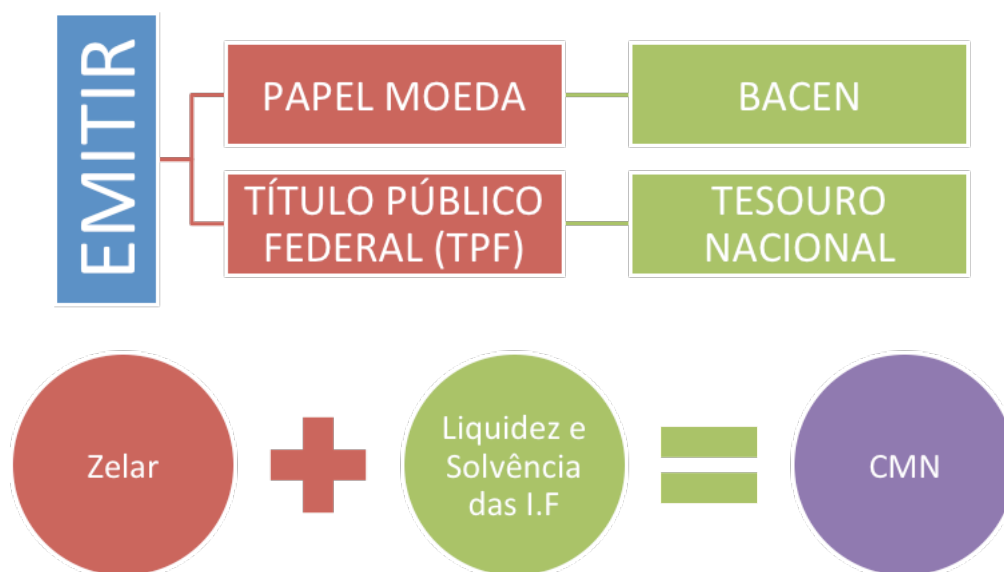 EMITIR
PAPEL MOEDA
BACEN
TÍTULO PÚBLICO
FEDERAL (TPF)
TESOURO
NACIONAL
Zelar
Liquidez e
Solvência
das I.F
CMN